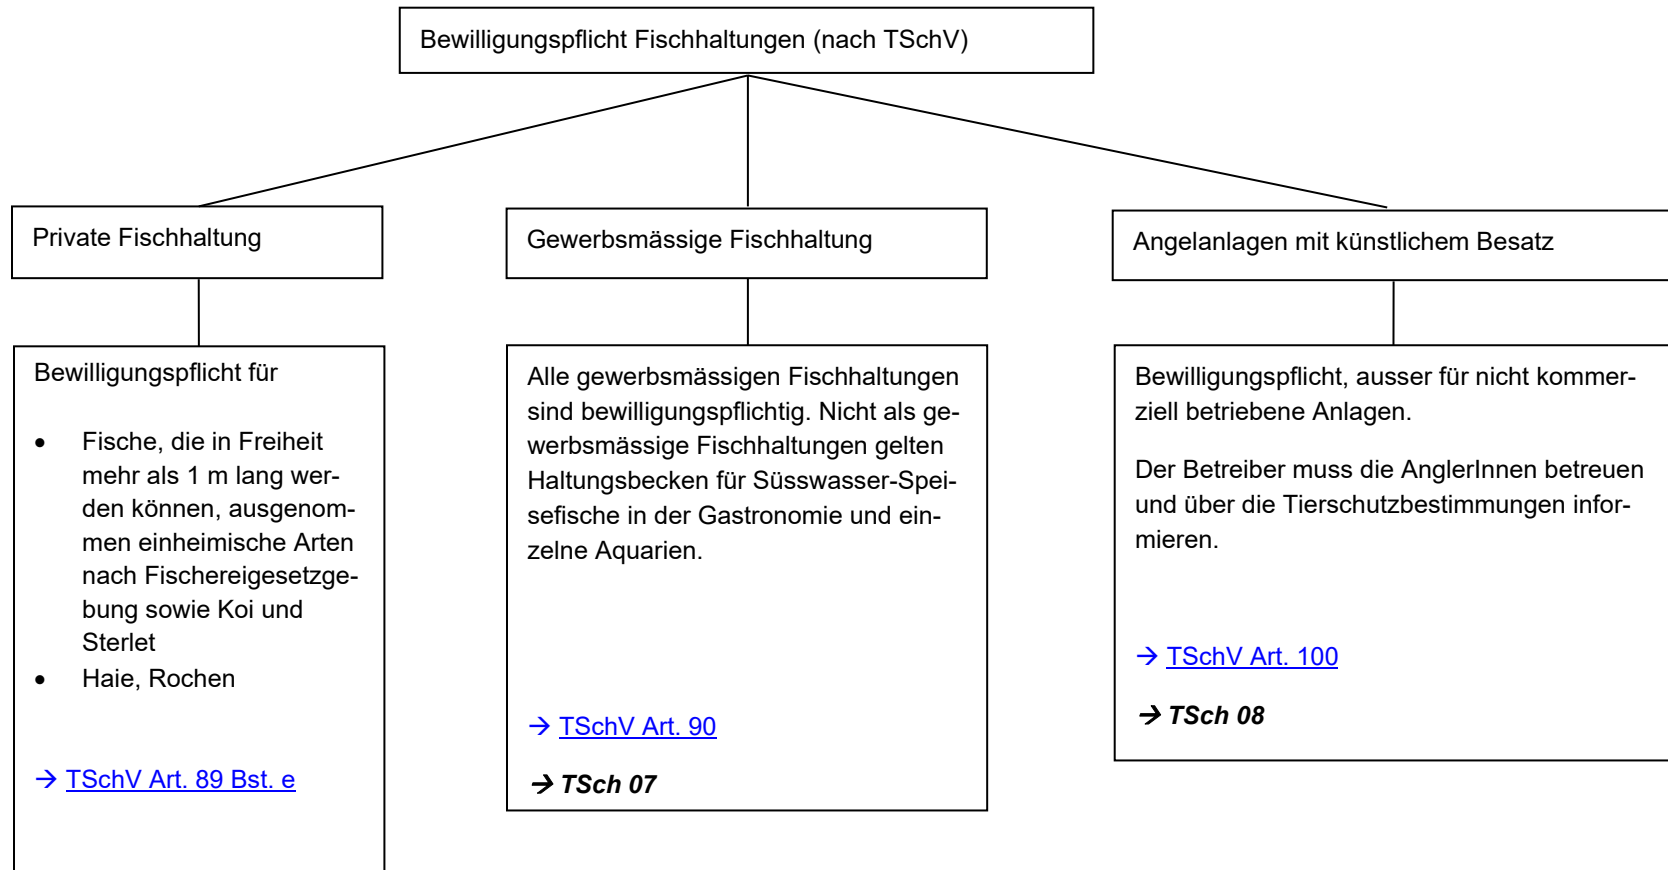 Bewilligungspflicht Fischhaltungen (nach TSchV)
Private Fischhaltung
Bewilligungspflicht für
• Fische, die in Freiheit
mehr als 1 m lang wer-
den können, ausgenom-
men einheimische Arten
nach Fischereigesetzge-
bung sowie Koi und
Sterlet
• Haie, Rochen
→ TSchV Art. 89 Bst. e
Gewerbsmässige Fischhaltung
Alle gewerbsmässigen Fischhaltungen
sind bewilligungspflichtig. Nicht als ge-
werbsmässige Fischhaltungen gelten
Haltungsbecken für Süsswasser-Spei-
sefische in der Gastronomie und ein-
zelne Aquarien.
→ TSchV Art. 90
→ TSch 07
Angelanlagen mit künstlichem Besatz
Bewilligungspflicht, ausser für nicht kommer-
ziell betriebene Anlagen.
Der Betreiber muss die AnglerInnen betreuen
und über die Tierschutzbestimmungen infor-
mieren.
→ TSchV Art. 100
→ TSch 08